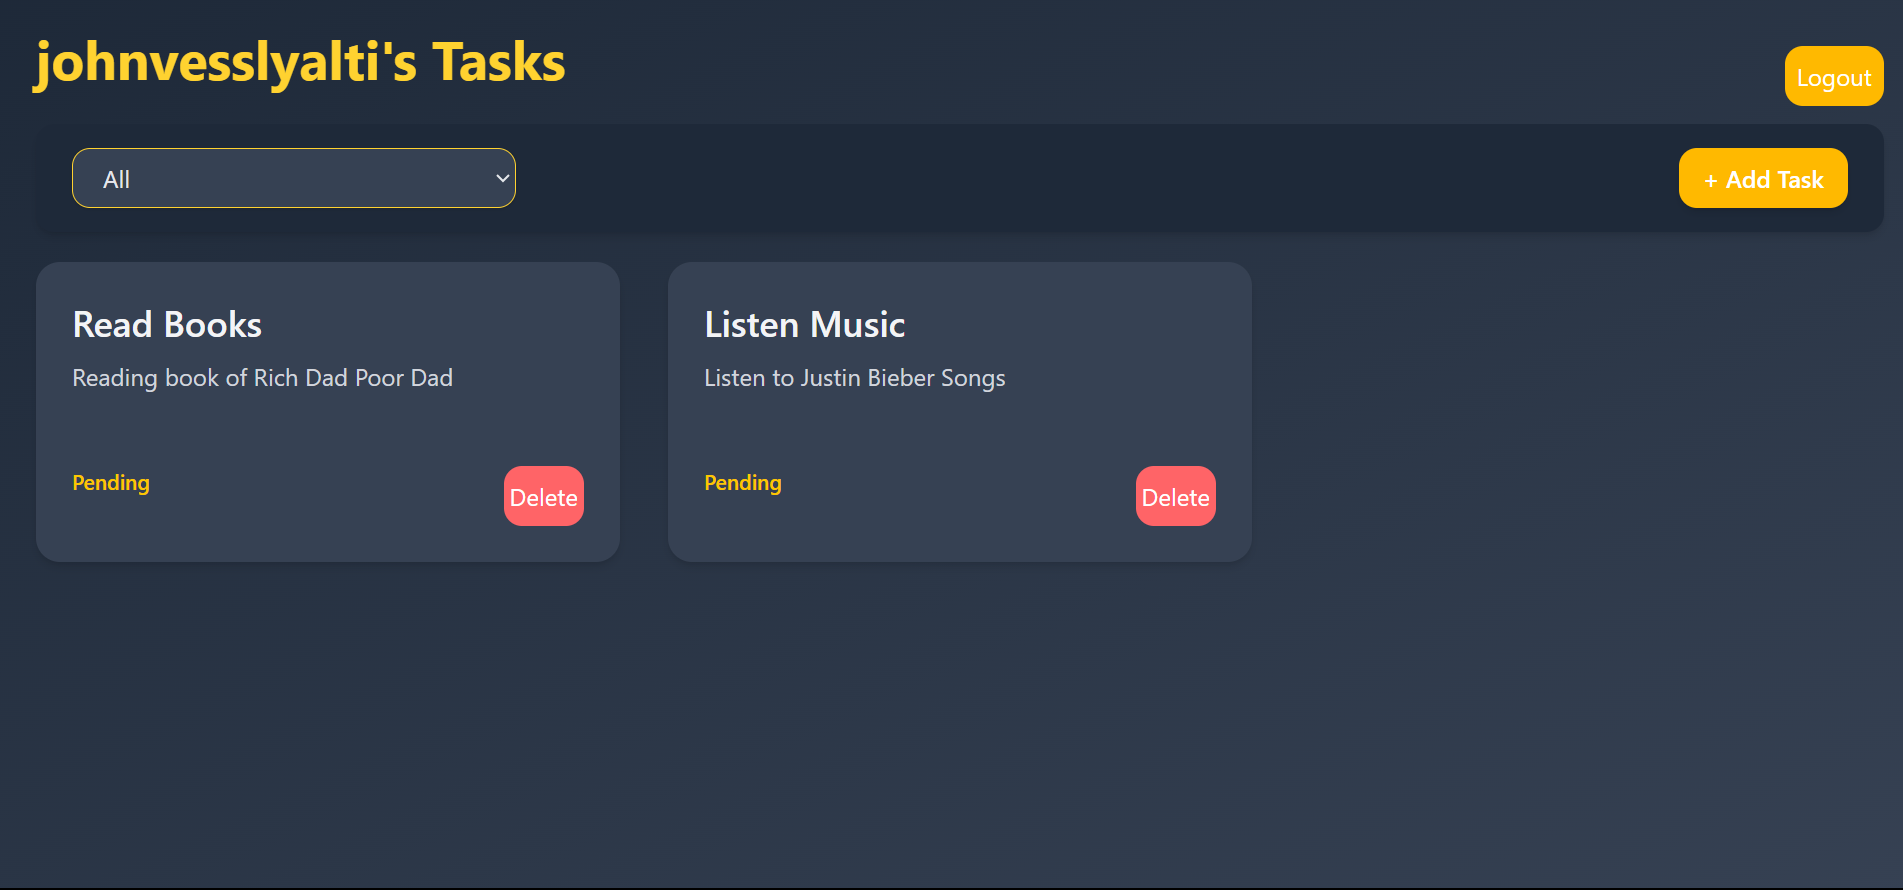 johnvesslyalti's Tasks
Logout
All
+ Add Task
Read Books
Reading book of Rich Dad Poor Dad
Pending
Delete
Listen Music
Listen to Justin Bieber Songs
Pending
Delete